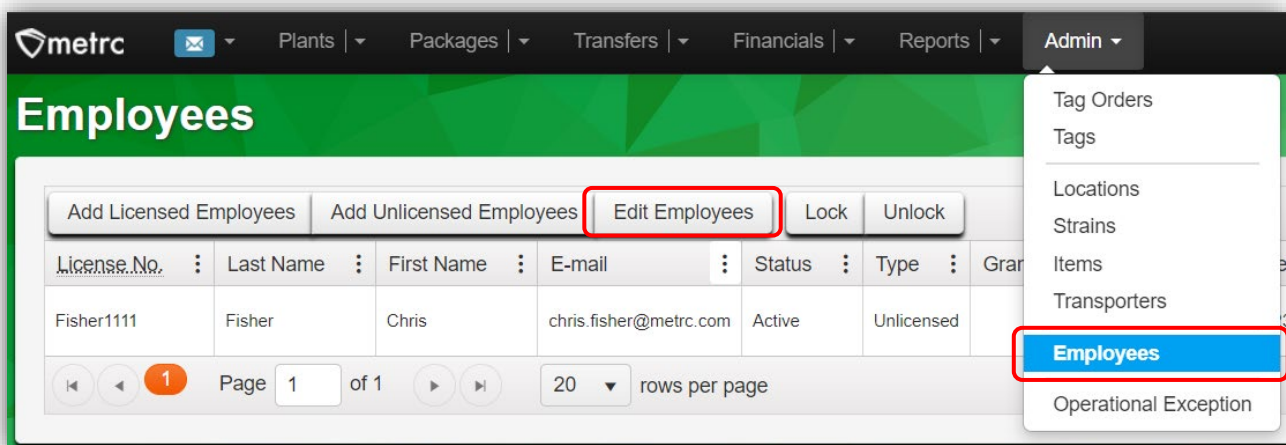 metrc Plants Packages Transfers Financials Reports Admin
Employees
Tag Orders
Tags
Locations
Strains
Items
Transporters
Employees
Operational Exception
Add Licensed Employees Add Unlicensed Employees Edit Employees Lock Unlock
License No. Last Name First Name E-mail Status Type
Fisher1111 Fisher Chris chris.fisher@metrc.com Active Unlicensed
1 Page 1 of 1 20 rows per page